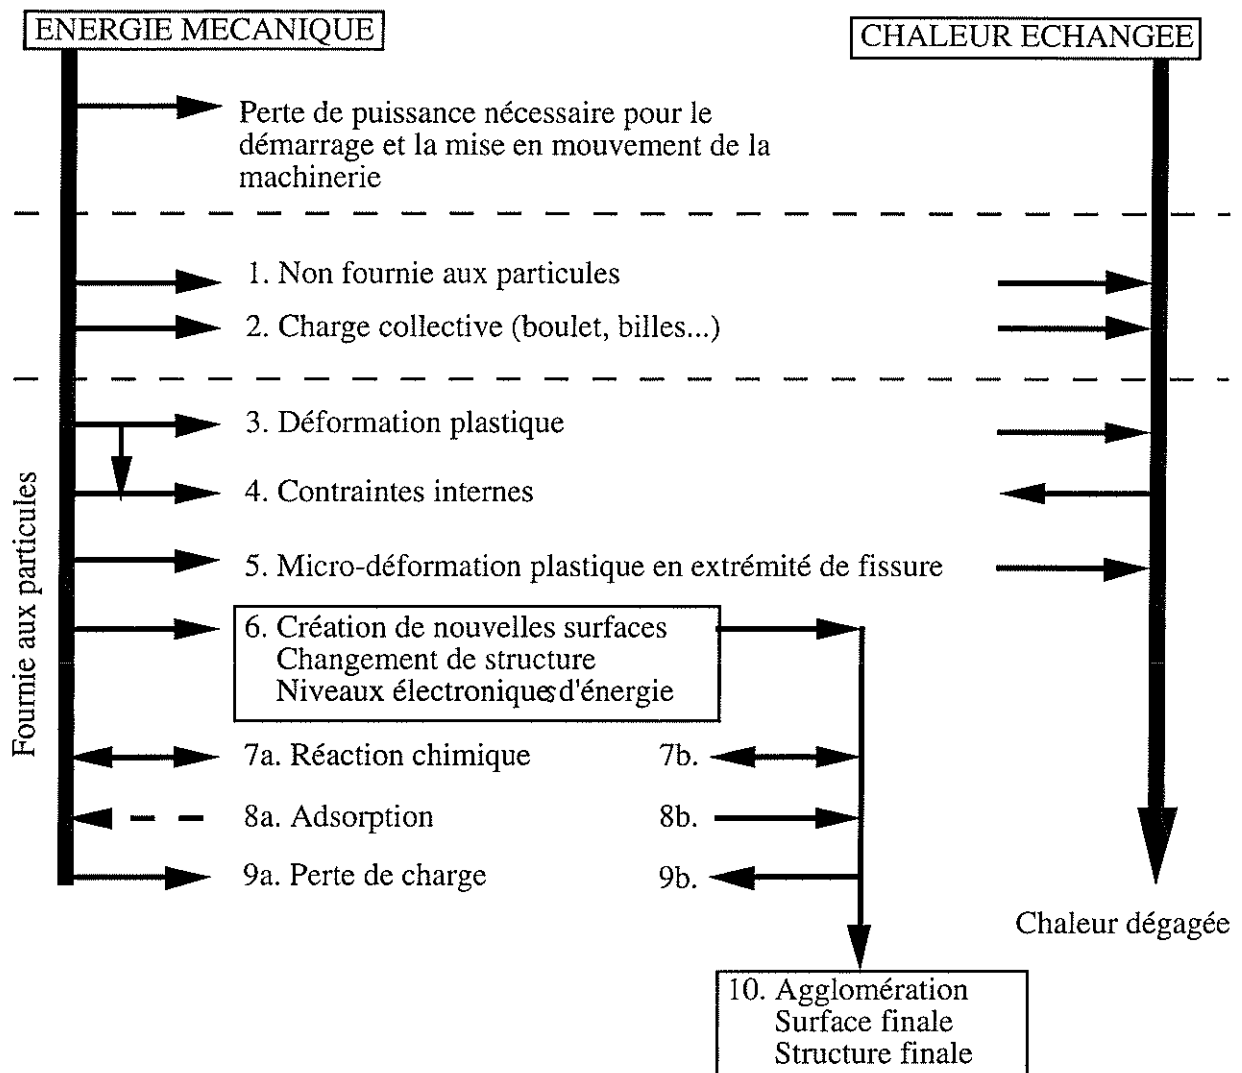 ENERGIE MECANIQUE
CHALEUR ECHANGEE
Perte de puissance nécessaire pour le
démarrage et la mise en mouvement de la
machinerie
1. Non fournie aux particules
2. Charge collective (boulet, billes...)
Fournie aux particules
3. Déformation plastique
4. Contraintes internes
5. Micro-déformation plastique en extrémité de fissure
6. Création de nouvelles surfaces
Changement de structure
Niveaux électroniques d'énergie
7a. Réaction chimique 7b.
8a. Adsorption 8b.
9a. Perte de charge 9b.
Chaleur dégagée
10. Agglomération
Surface finale
Structure finale